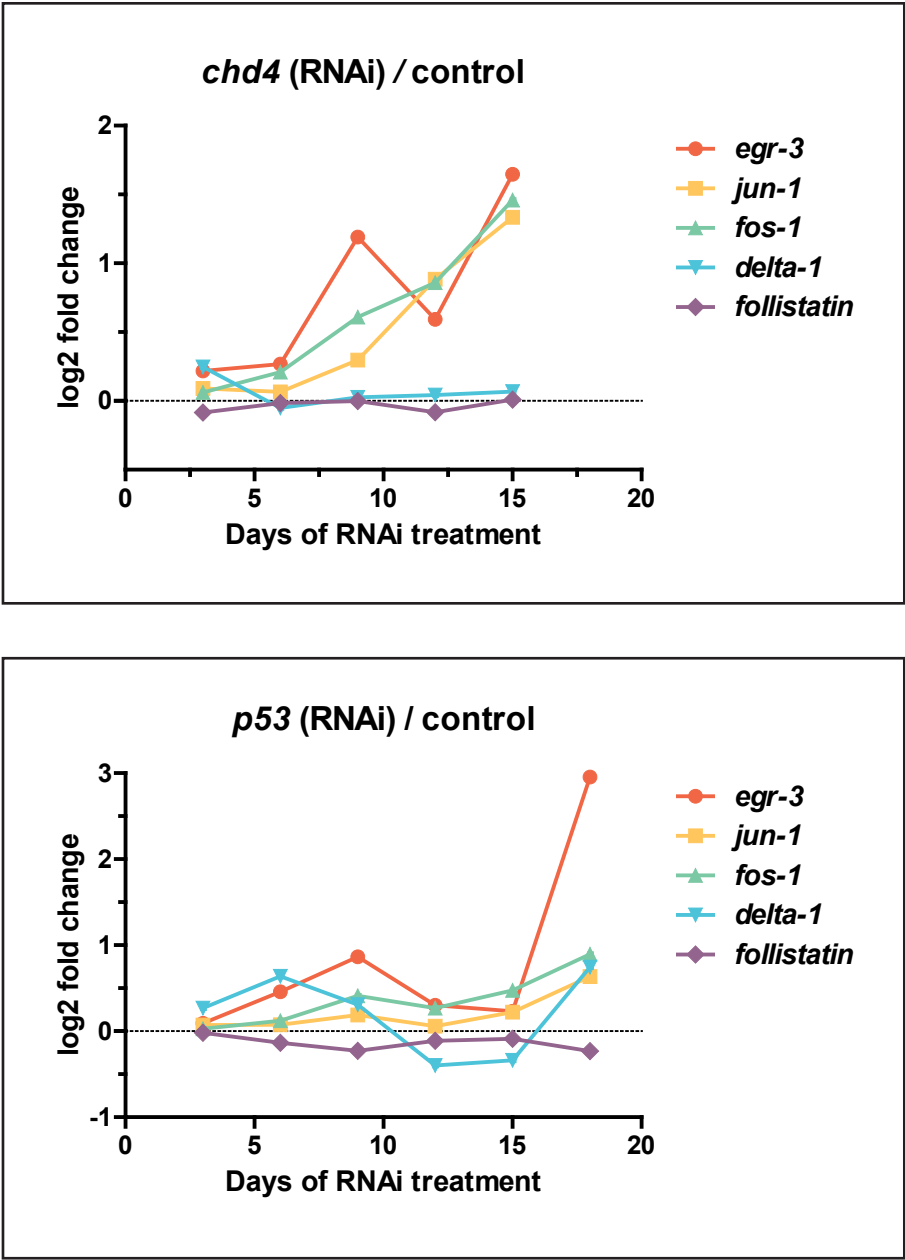 chd4 (RNAi) / control
2
1
0
log2 fold change
0 5 10 15 20
Days of RNAi treatment
egr-3
jun-1
fos-1
delta-1
follistatin
p53 (RNAi) / control
3
2
1
0
-1
log2 fold change
0 5 10 15 20
Days of RNAi treatment
egr-3
jun-1
fos-1
delta-1
follistatin